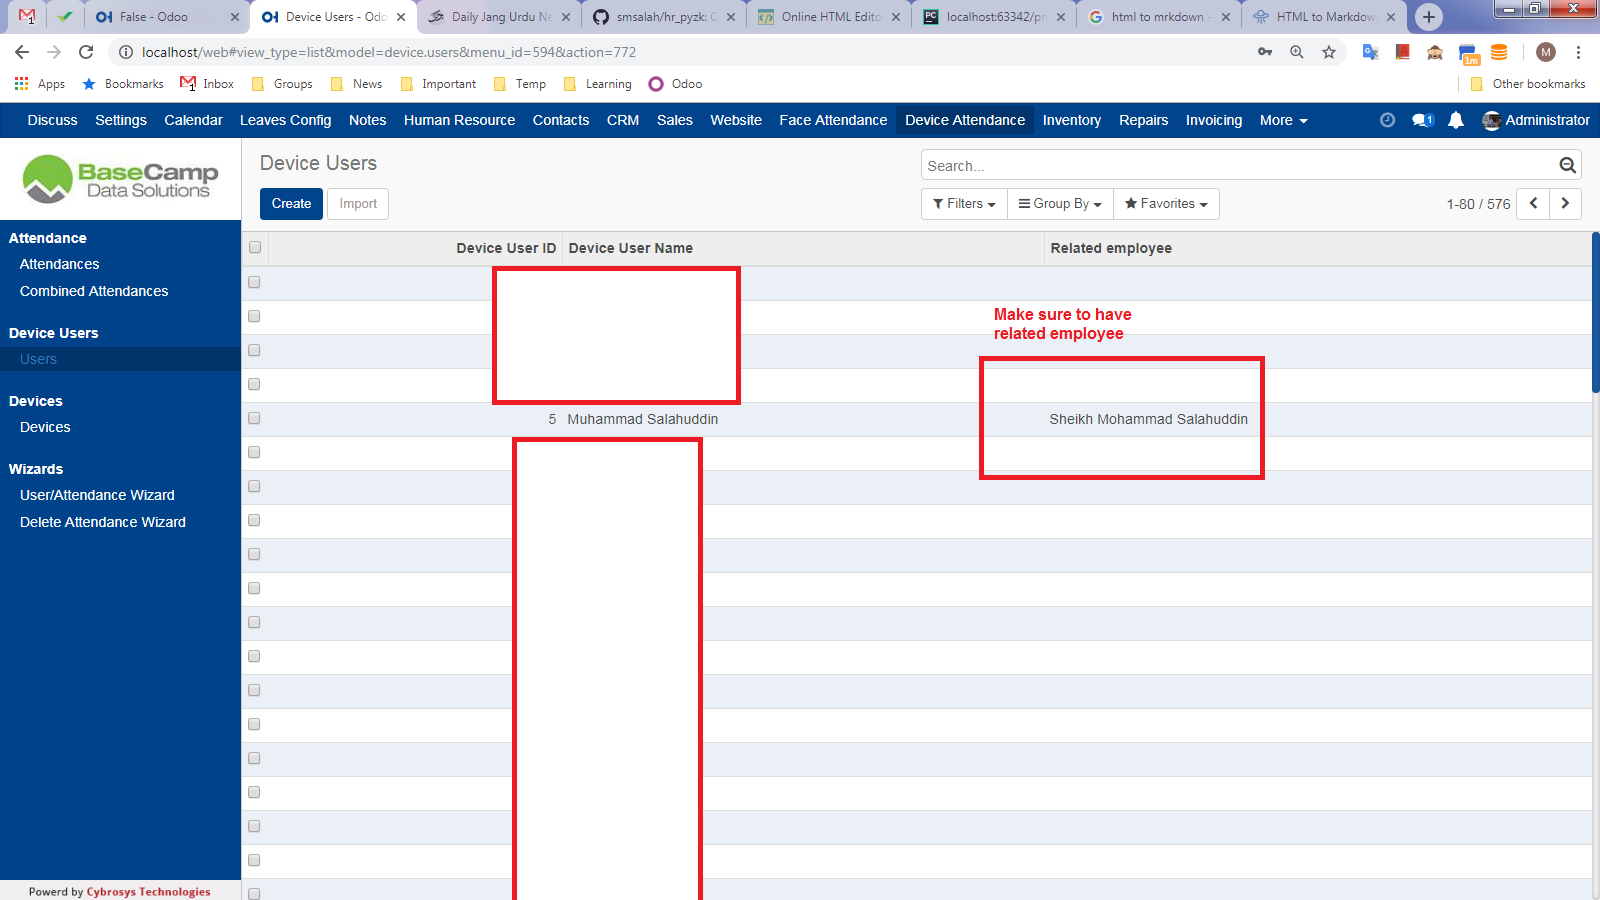 False - Odoo
Device Users - Odo
Daily Jang Urdu Ne
smsalah/hr_pyzk: C
Online HTML Edito
localhost:63342/pr
html to mrkdown -
HTML to Markdow
localhost/web#view_type=list&model=device.users&menu_id=594&action=772
1m
M
Apps
Bookmarks
Inbox
Groups
News
Important
Temp
Learning
Odoo
Other bookmarks
Discuss
Settings
Calendar
Leaves Config
Notes
Human Resource
Contacts
CRM
Sales
Website
Face Attendance
Device Attendance
Inventory
Repairs
Invoicing
More
1
Administrator
BaseCamp
Data Solutions
Device Users
Search...
Create
Import
Filters
Group By
Favorites
1-80 / 576
Attendance
Attendances
Combined Attendances
Device Users
Users
Devices
Devices
Wizards
User/Attendance Wizard
Delete Attendance Wizard
Device User ID
Device User Name
Related employee
Make sure to have
related employee
5 Muhammad Salahuddin Sheikh Mohammad Salahuddin
Powerd by Cybrosys Technologies